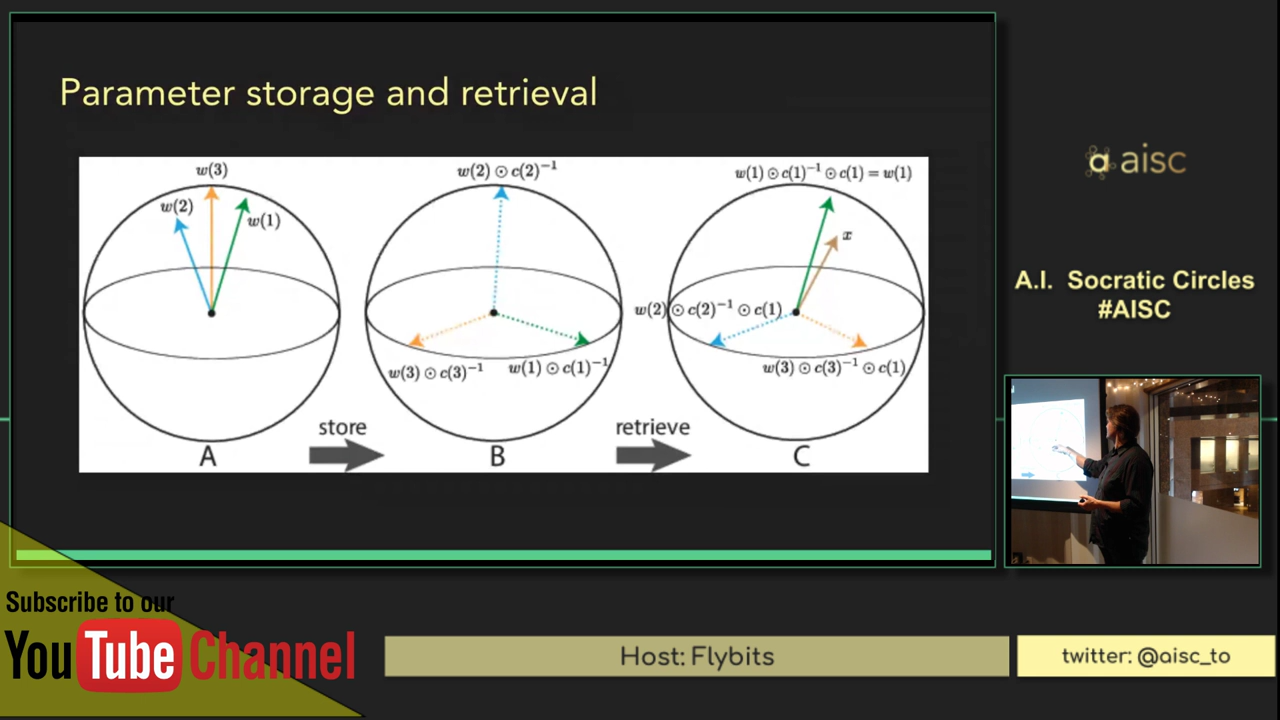 Parameter storage and retrieval
w(3)
w(2)
w(1)
w(2) ⊙ c(2)⁻¹
w(3) ⊙ c(3)⁻¹
w(1) ⊙ c(1)⁻¹
w(1) ⊙ c(1)⁻¹ ⊙ c(1) = w(1)
x
w(2) ⊙ c(2)⁻¹ ⊙ c(1)
w(3) ⊙ c(3)⁻¹ ⊙ c(1)
store
retrieve
A
B
C
aisc
A.I. Socratic Circles
#AISC
Subscribe to our
YouTube Channel
Host: Flybits
twitter: @aisc_to